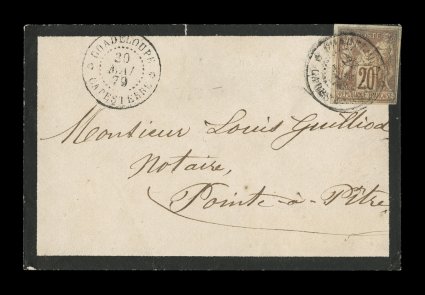 GUADELOUPE
20
MAI
79
CAPESTERRE
20
Monsieur Louis Guilliod
Notaire,
Pointe-à-Pitre